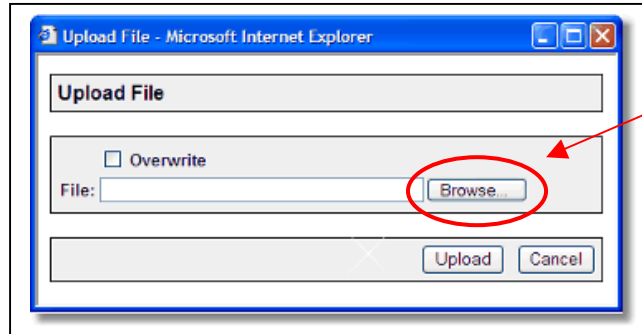 Upload File - Microsoft Internet Explorer
Upload File
Overwrite
File: Browse...
Upload Cancel